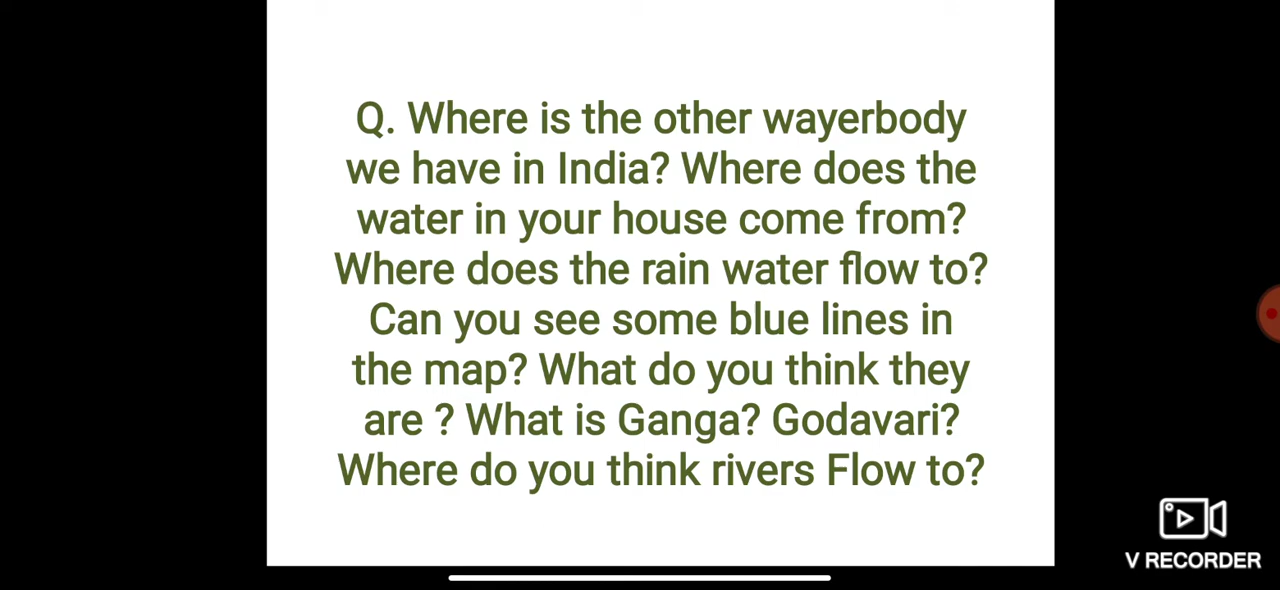 Q. Where is the other wayerbody
we have in India? Where does the
water in your house come from?
Where does the rain water flow to?
Can you see some blue lines in
the map? What do you think they
are ? What is Ganga? Godavari?
Where do you think rivers Flow to?
V RECORDER